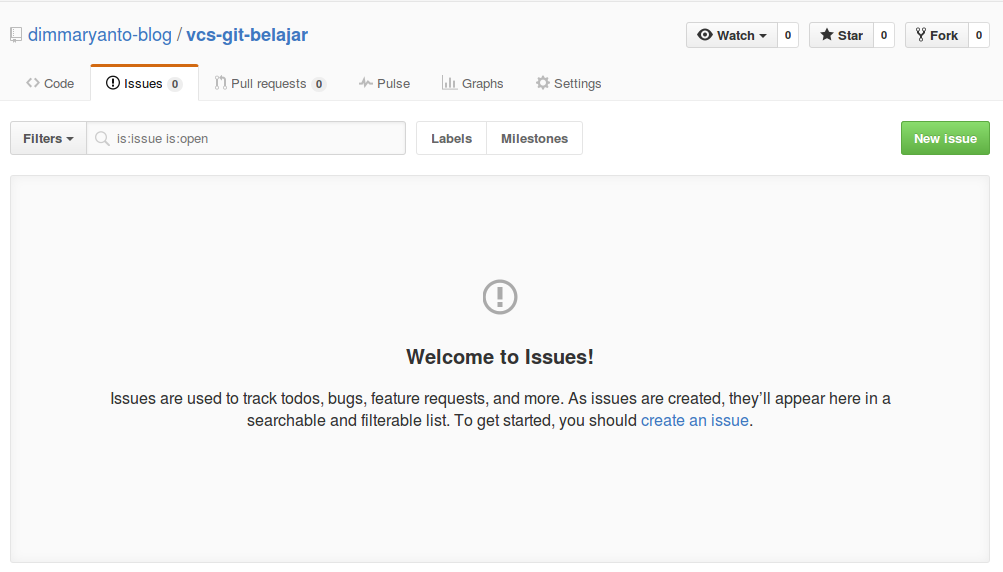 dimmaryanto-blog / vcs-git-belajar
Watch 0 Star 0 Fork 0
Code Issues 0 Pull requests 0 Pulse Graphs Settings
Filters is:issue is:open Labels Milestones New issue
Welcome to Issues!
Issues are used to track todos, bugs, feature requests, and more. As issues are created, they’ll appear here in a
searchable and filterable list. To get started, you should create an issue.